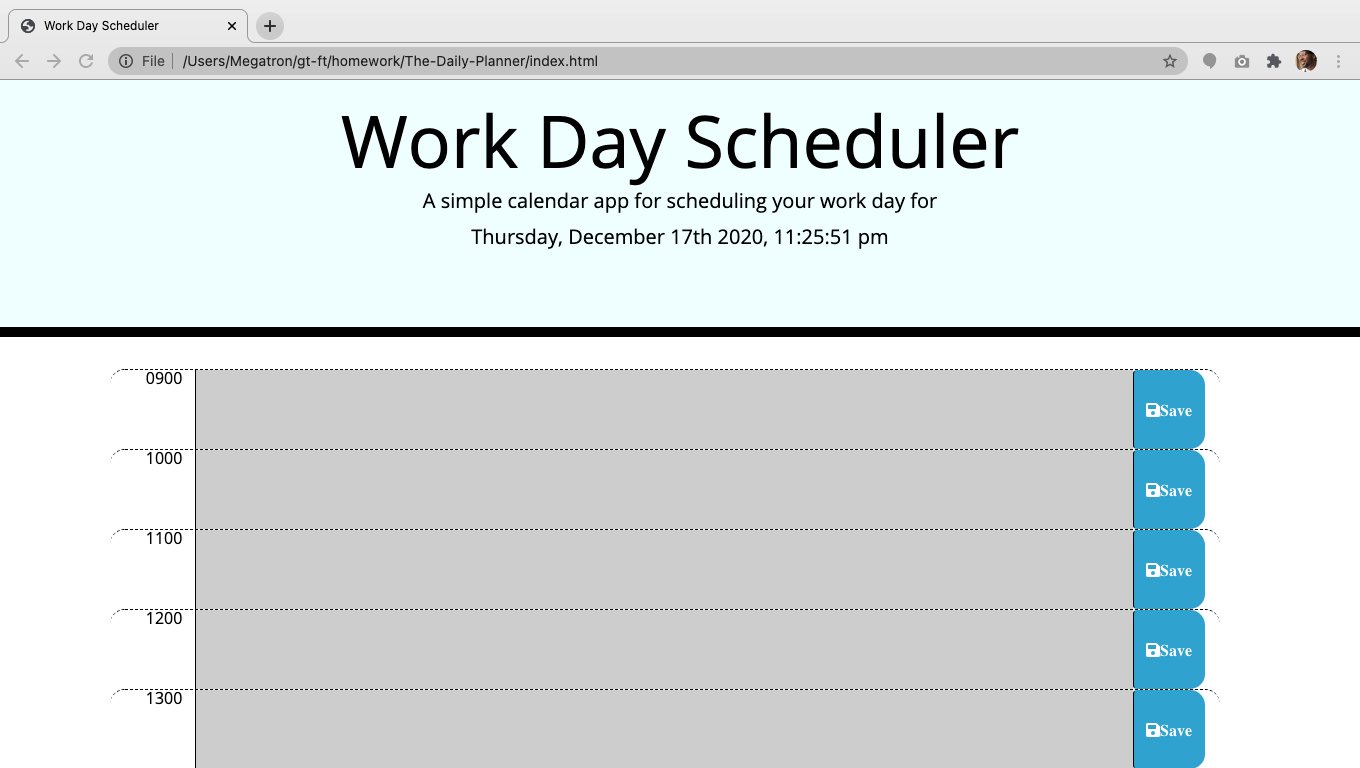 Work Day Scheduler
File /Users/Megatron/gt-ft/homework/The-Daily-Planner/index.html
Work Day Scheduler
A simple calendar app for scheduling your work day for
Thursday, December 17th 2020, 11:25:51 pm
0900 Save
1000 Save
1100 Save
1200 Save
1300 Save